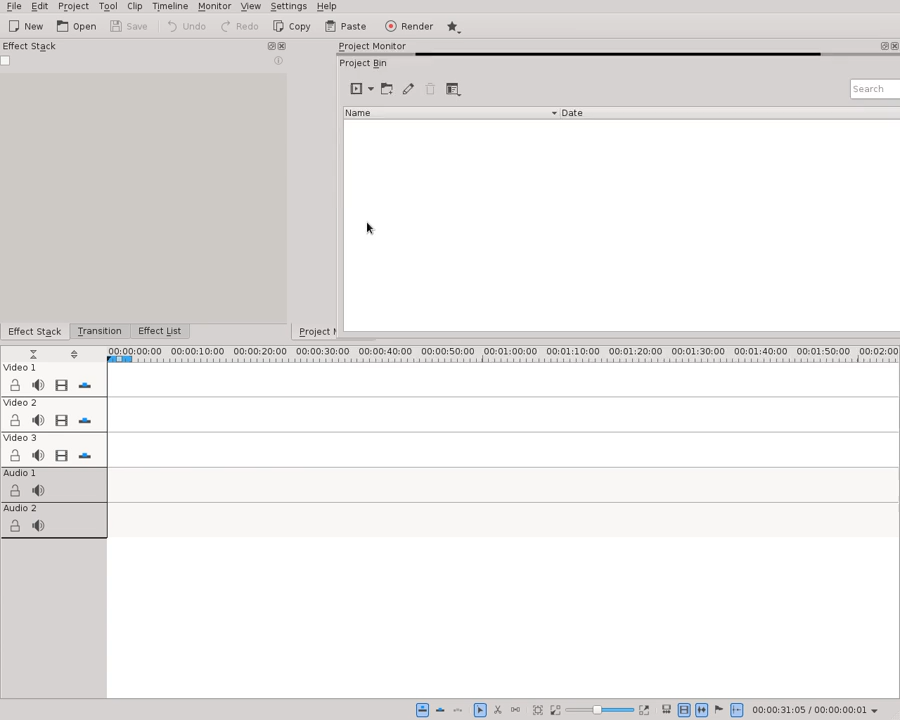 File Edit Project Tool Clip Timeline Monitor View Settings Help
New Open Save Undo Redo Copy Paste Render
Effect Stack
Project Monitor
Project Bin
Search
Name Date
Effect Stack Transition Effect List
Project M
00:00:00:00 00:00:10:00 00:00:20:00 00:00:30:00 00:00:40:00 00:00:50:00 00:01:00:00 00:01:10:00 00:01:20:00 00:01:30:00 00:01:40:00 00:01:50:00 00:02:00
Video 1
Video 2
Video 3
Audio 1
Audio 2
00:00:31:05 / 00:00:00:01